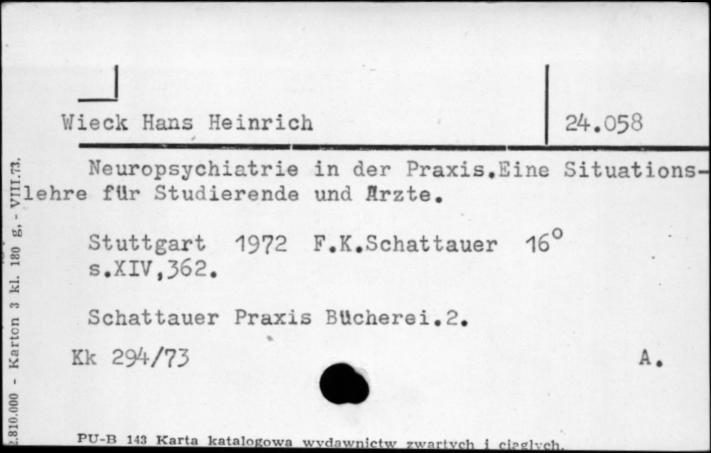 Wieck Hans Heinrich 24.058
Neuropsychiatrie in der Praxis.Eine Situations-
lehre für Studierende und Ärzte.
Stuttgart 1972 F.K.Schattauer 16°
s.XIV,362.
Schattauer Praxis Bücherei.2.
Kk 294/73 A.
PU-B 143 Karta katalogowa wydawnictw zwartych i ciągłych.
2.810.000 - Karton 3 kl. 180 g. - VIII.73.